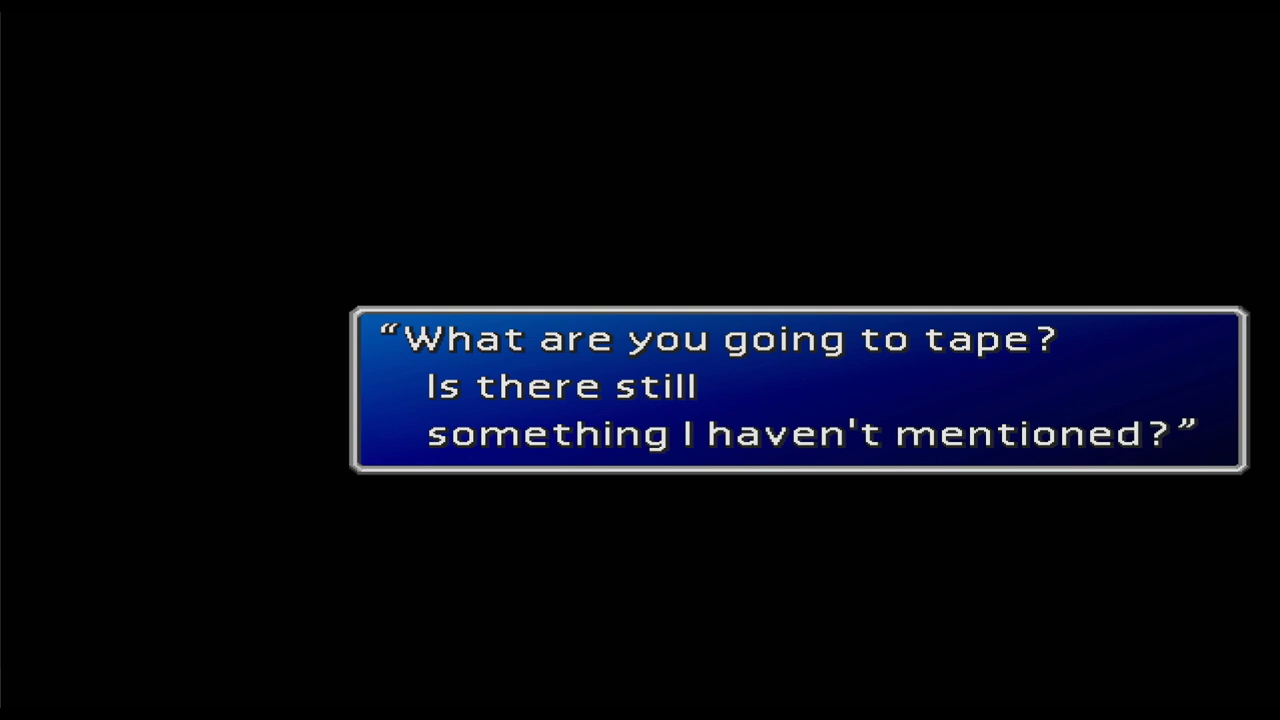 “What are you going to tape?
Is there still
something I haven't mentioned?”